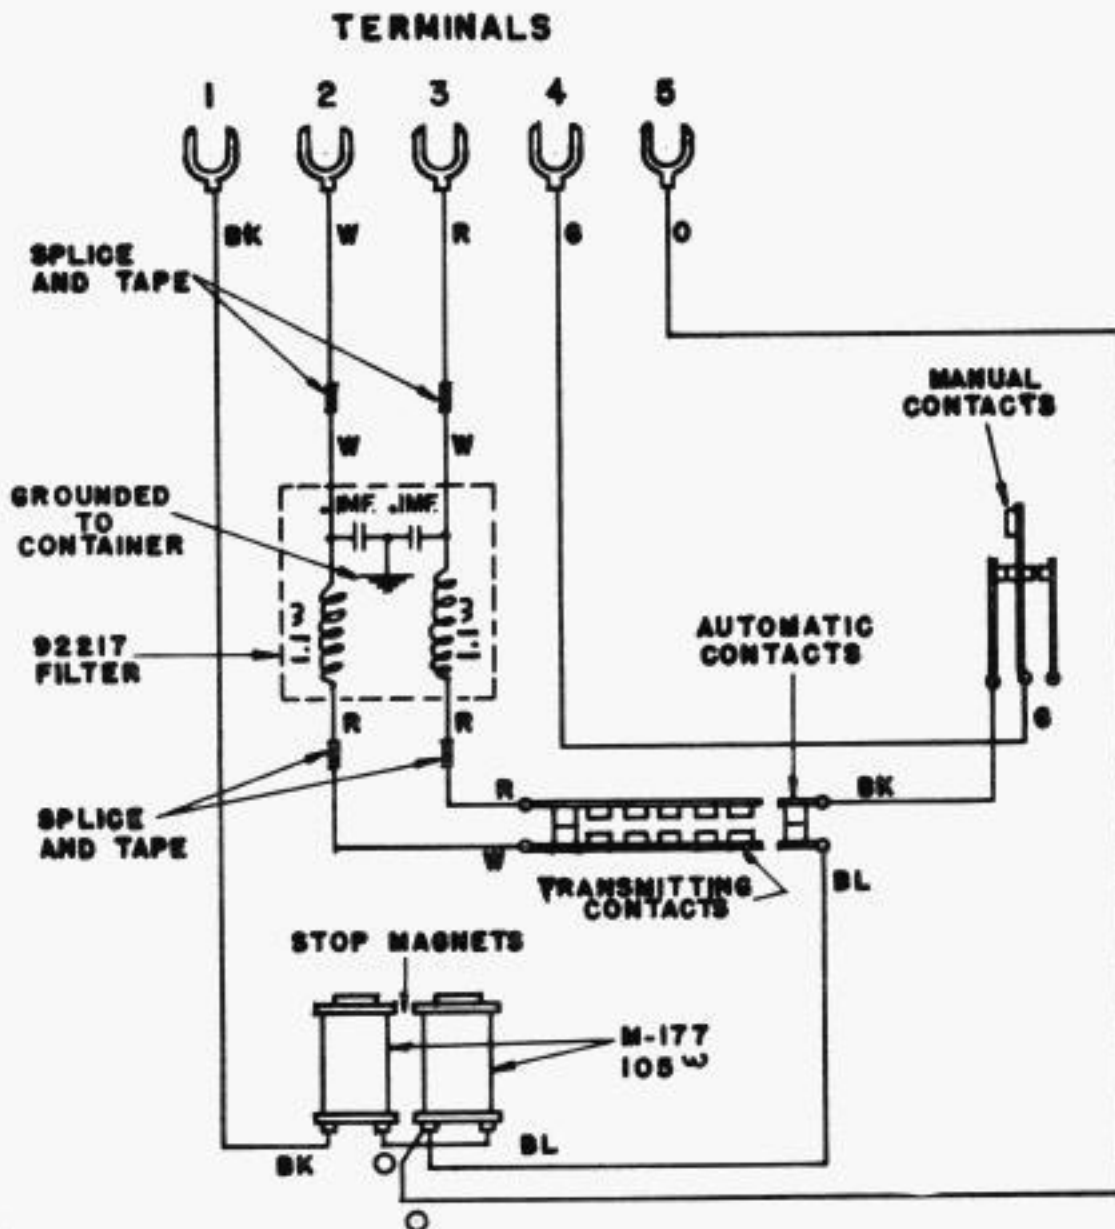 TERMINALS
1 2 3 4 5
BK W R G O
SPLICE
AND TAPE
MANUAL
CONTACTS
W W
GROUNDED
TO
CONTAINER
.1MF. .1MF.
1.1 ω 1.1 ω
92217
FILTER
AUTOMATIC
CONTACTS
G
R R
R
BK
SPLICE
AND TAPE
W
TRANSMITTING
CONTACTS
BL
STOP MAGNETS
M-177
105 ω
BK O BL
O